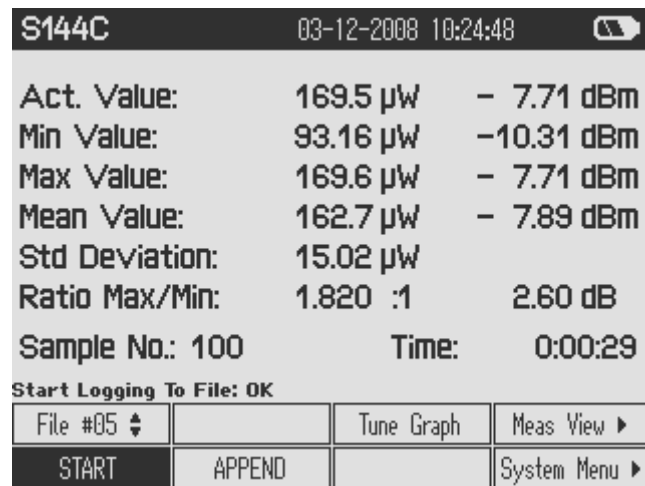 S144C 03-12-2008 10:24:48
Act. Value: 169.5 µW - 7.71 dBm
Min Value: 93.16 µW -10.31 dBm
Max Value: 169.6 µW - 7.71 dBm
Mean Value: 162.7 µW - 7.89 dBm
Std Deviation: 15.02 µW
Ratio Max/Min: 1.820 :1 2.60 dB
Sample No.: 100 Time: 0:00:29
Start Logging To File: OK
File #05 Tune Graph Meas View
START APPEND System Menu